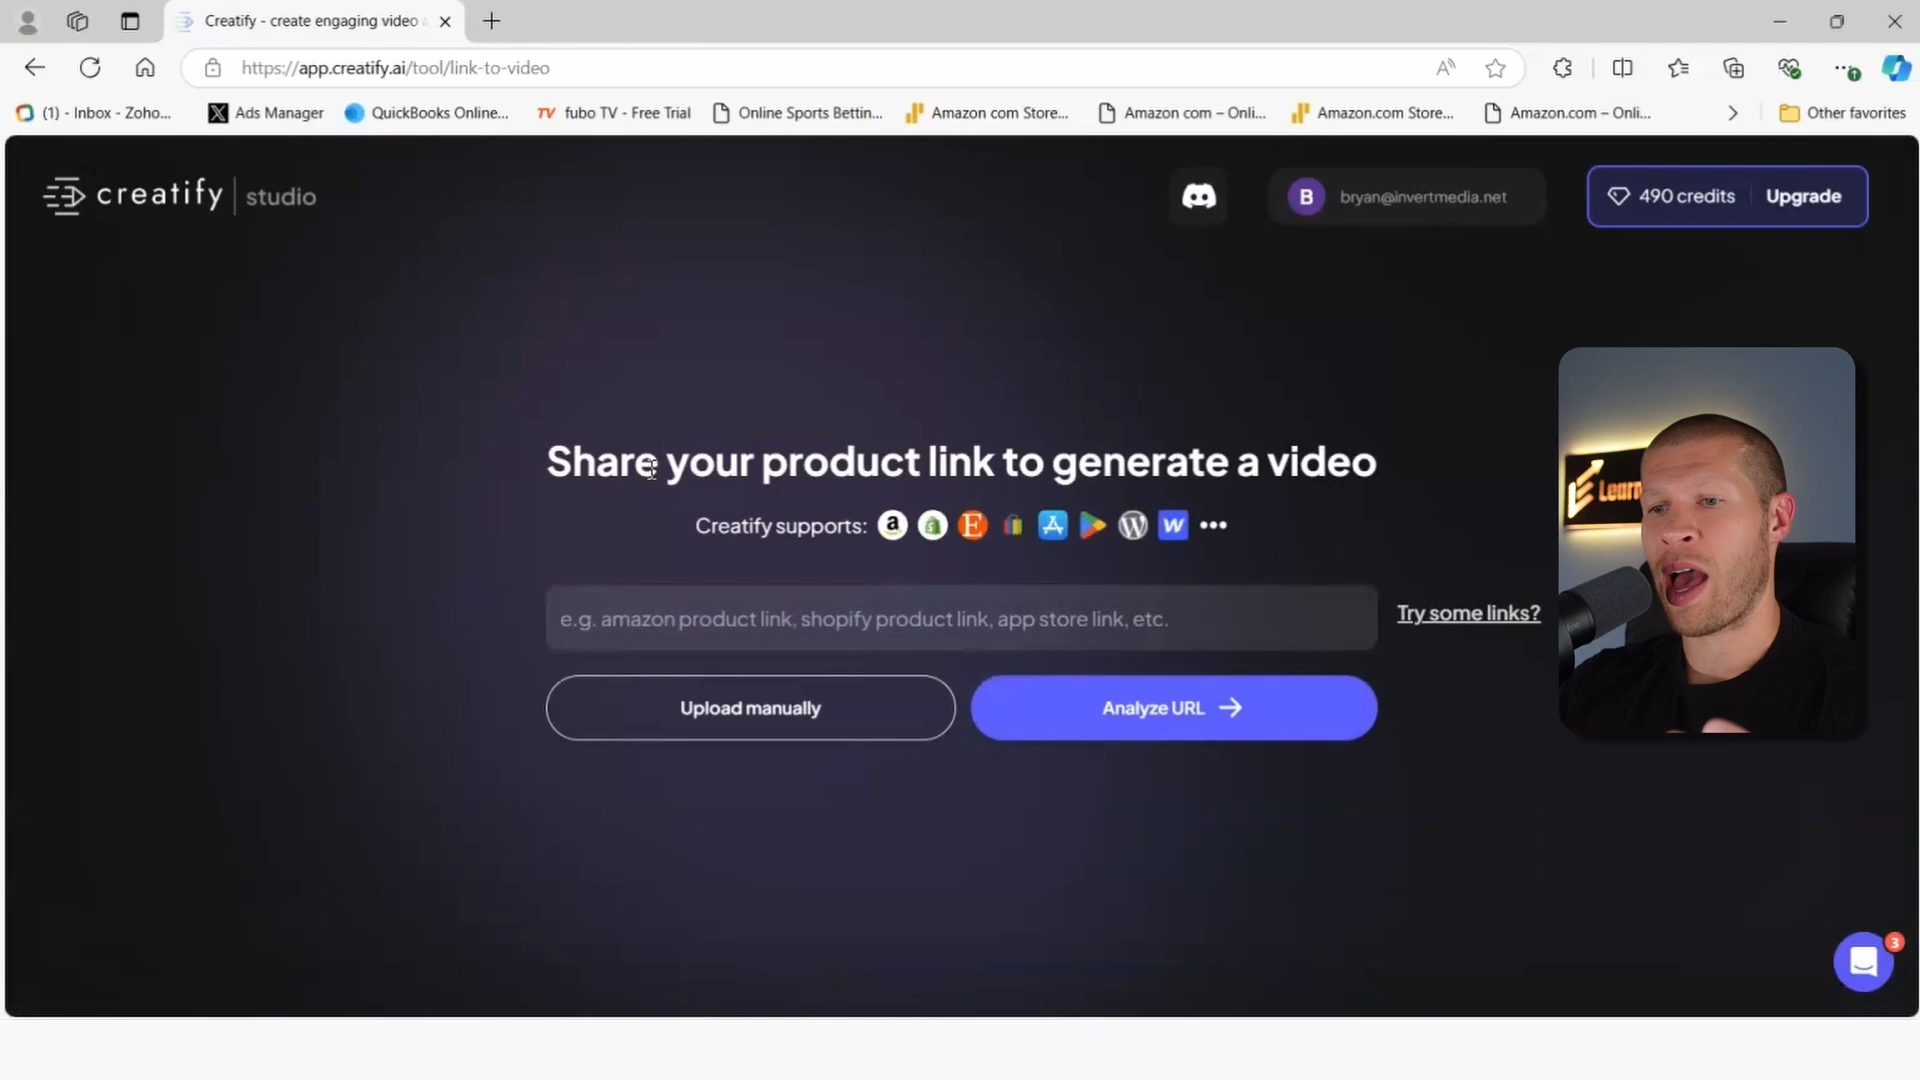 Creatify - create engaging video a
https://app.creatify.ai/tool/link-to-video
(1) - Inbox - Zoho...
Ads Manager
QuickBooks Online...
TV
fubo TV - Free Trial
Online Sports Bettin...
Amazon com Store...
Amazon com – Onli...
Amazon.com Store...
Amazon.com – Onli...
Other favorites
creatify | studio
B
bryan@invertmedia.net
490 credits
Upgrade
Share your product link to generate a video
Creatify supports:
e.g. amazon product link, shopify product link, app store link, etc.
Try some links?
Upload manually
Analyze URL →
Learn
3